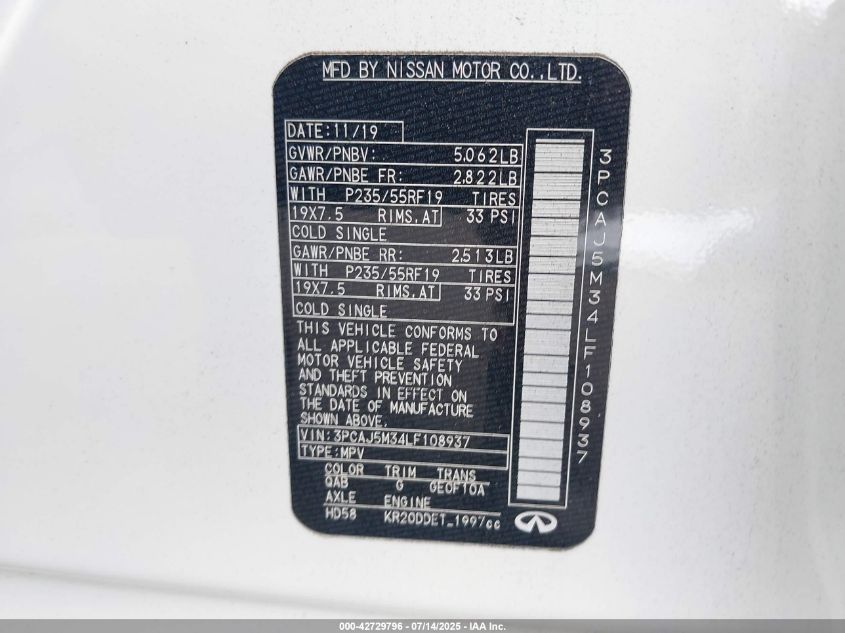 MFD BY NISSAN MOTOR CO.,LTD.
DATE:11/19
GVWR/PNBV: 5,062LB
GAWR/PNBE FR: 2,822LB
WITH P235/55RF19 TIRES
19X7.5 RIMS,AT 33 PSI
COLD SINGLE
GAWR/PNBE RR: 2,513LB
WITH P235/55RF19 TIRES
19X7.5 RIMS,AT 33 PSI
COLD SINGLE
THIS VEHICLE CONFORMS TO
ALL APPLICABLE FEDERAL
MOTOR VEHICLE SAFETY
AND THEFT PREVENTION
STANDARDS IN EFFECT ON
THE DATE OF MANUFACTURE
SHOWN ABOVE.
VIN:3PCAJ5M34LF108937
TYPE:MPV
COLOR TRIM TRANS
QAB G GE0F10A
AXLE ENGINE
HD58 KR20DDET_1997cc
3PCAJ5M34LF108937
000-42729796 - 07/14/2025 - IAA Inc.